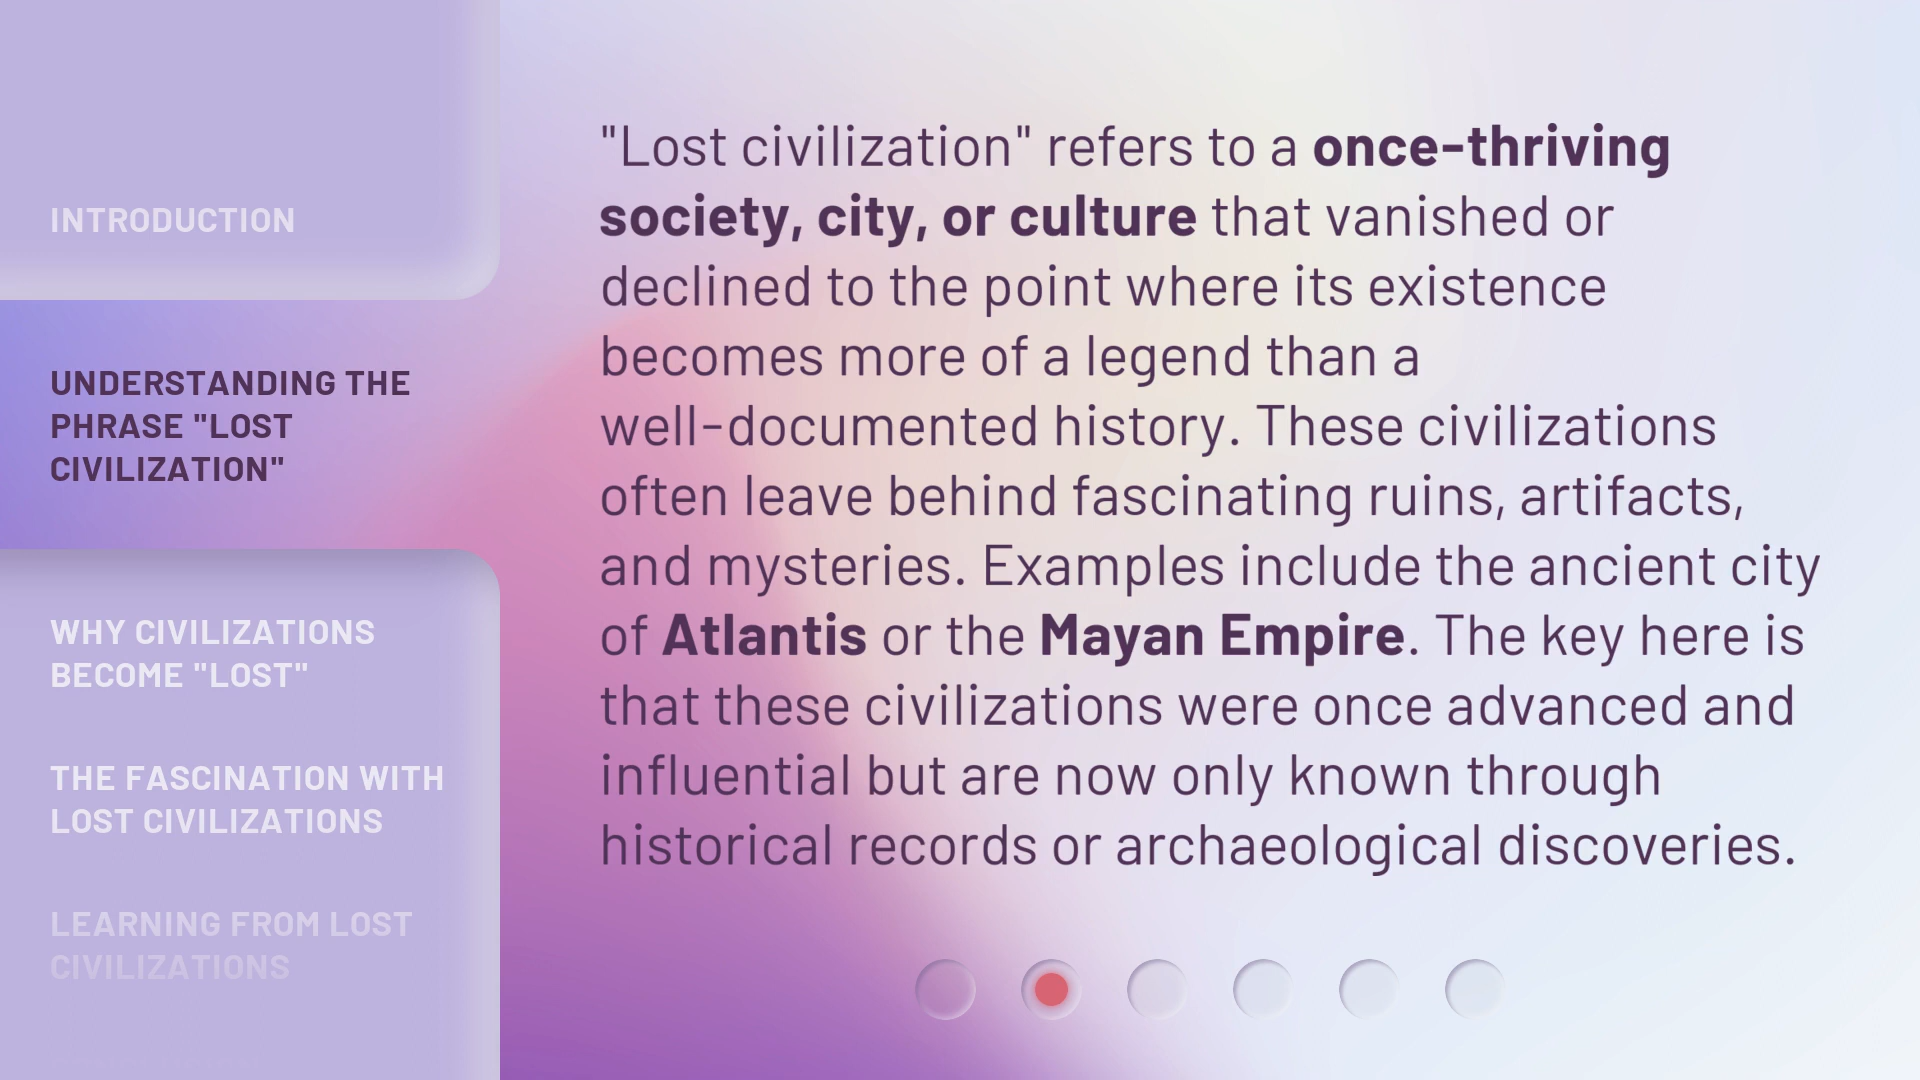 INTRODUCTION
UNDERSTANDING THE
PHRASE "LOST
CIVILIZATION"
WHY CIVILIZATIONS
BECOME "LOST"
THE FASCINATION WITH
LOST CIVILIZATIONS
LEARNING FROM LOST
CIVILIZATIONS
"Lost civilization" refers to a once-thriving
society, city, or culture that vanished or
declined to the point where its existence
becomes more of a legend than a
well-documented history. These civilizations
often leave behind fascinating ruins, artifacts,
and mysteries. Examples include the ancient city
of Atlantis or the Mayan Empire. The key here is
that these civilizations were once advanced and
influential but are now only known through
historical records or archaeological discoveries.